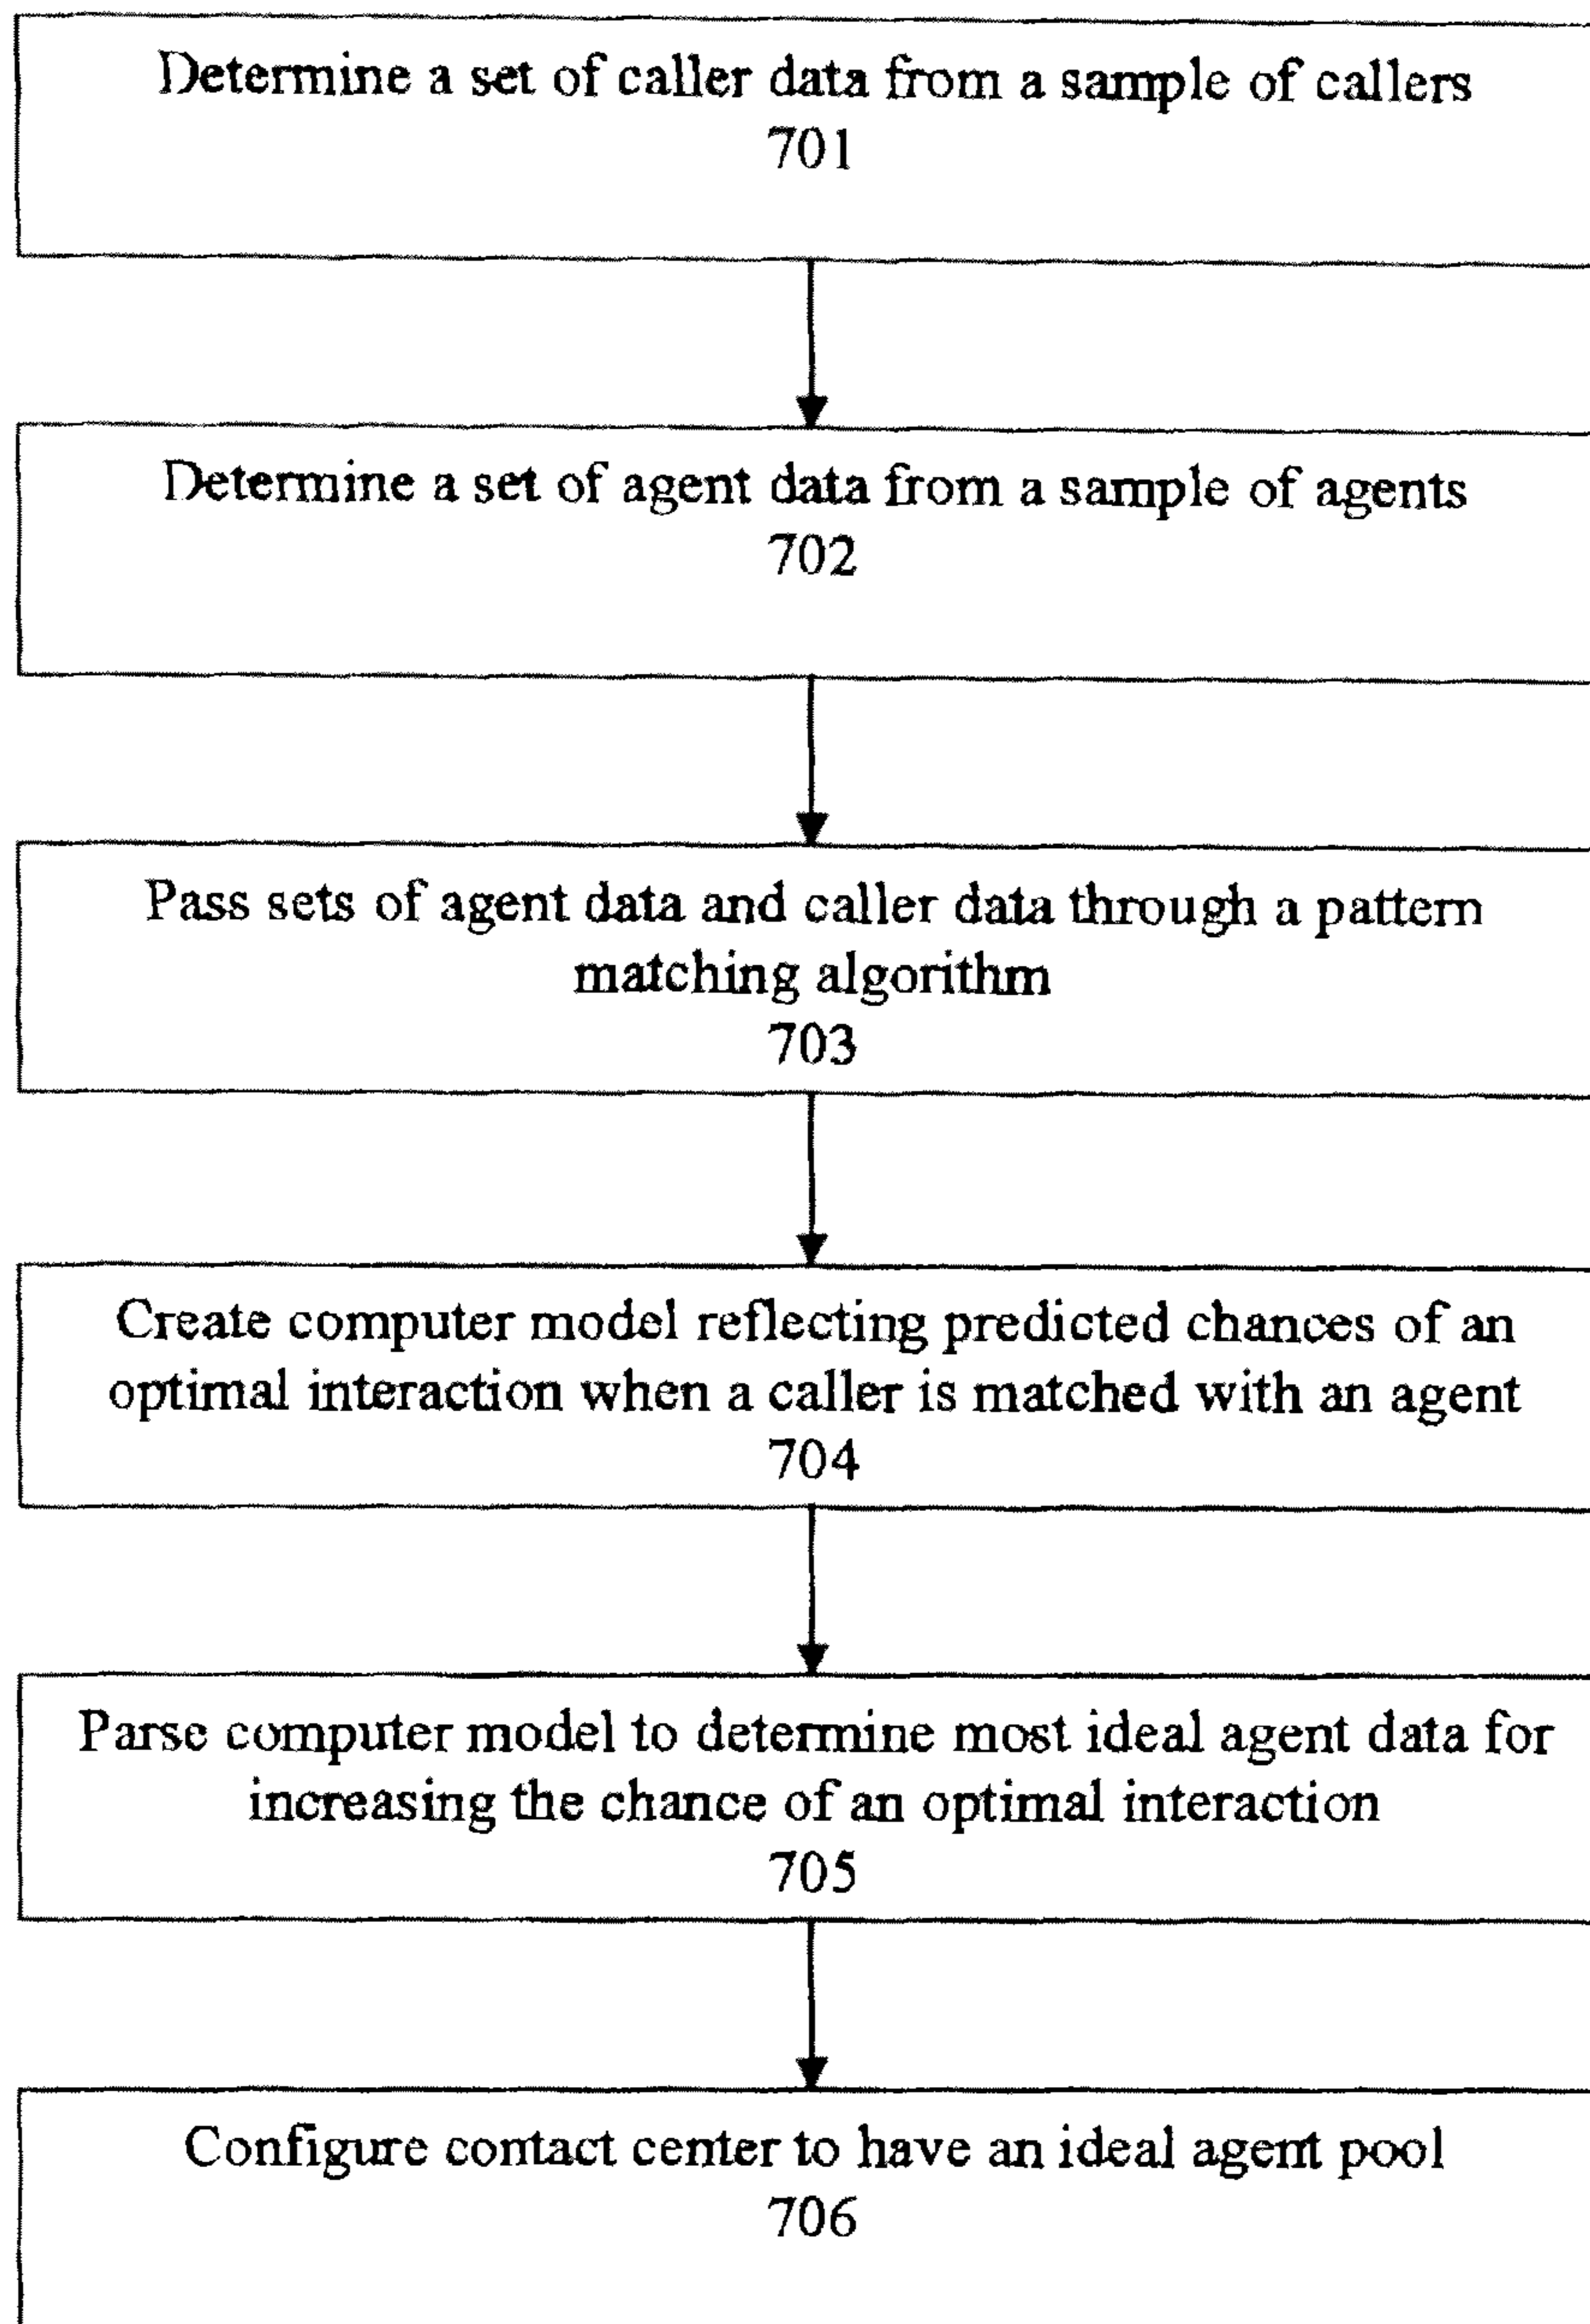 Determine a set of caller data from a sample of callers
701
Determine a set of agent data from a sample of agents
702
Pass sets of agent data and caller data through a pattern
matching algorithm
703
Create computer model reflecting predicted chances of an
optimal interaction when a caller is matched with an agent
704
Parse computer model to determine most ideal agent data for
increasing the chance of an optimal interaction
705
Configure contact center to have an ideal agent pool
706